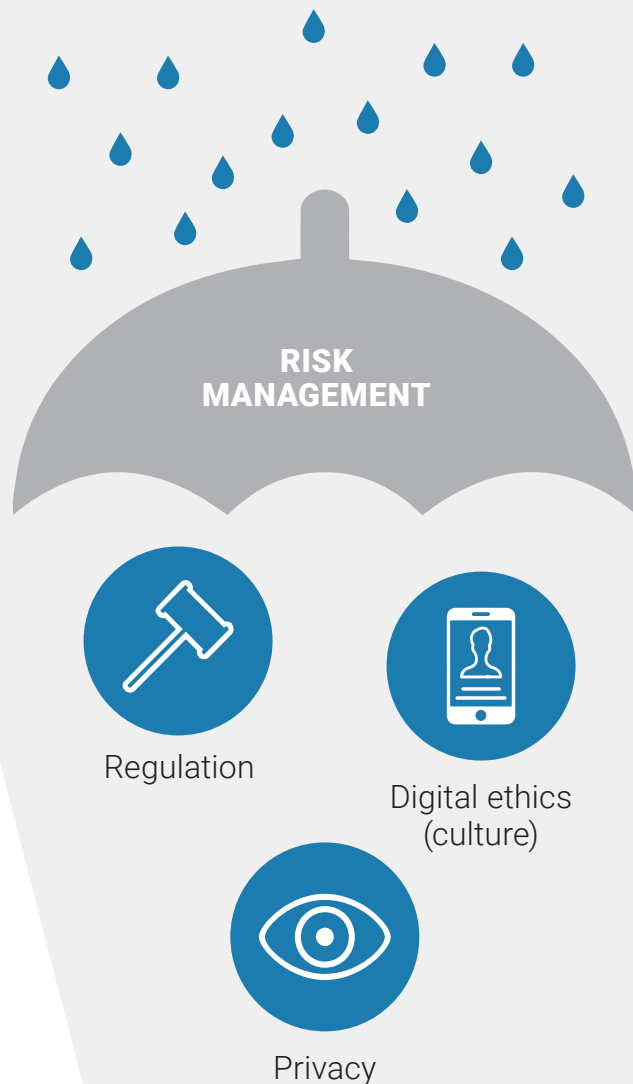 RISK
MANAGEMENT
Regulation
Digital ethics
(culture)
Privacy